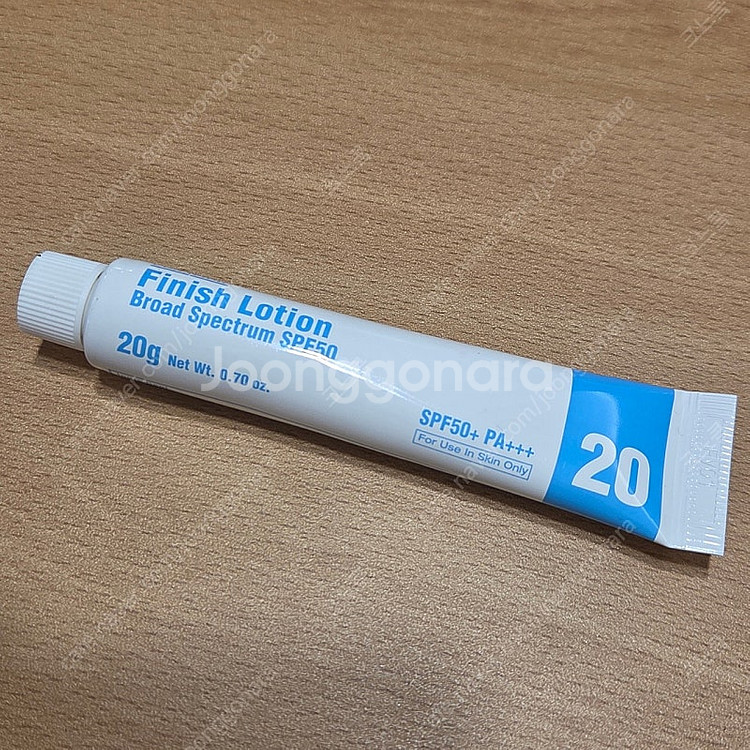 Finish Lotion
Broad Spectrum SPF50
20g Net Wt. 0.70 oz.
Joonggonara
SPF50+ PA+++
For Use In Skin Only
20